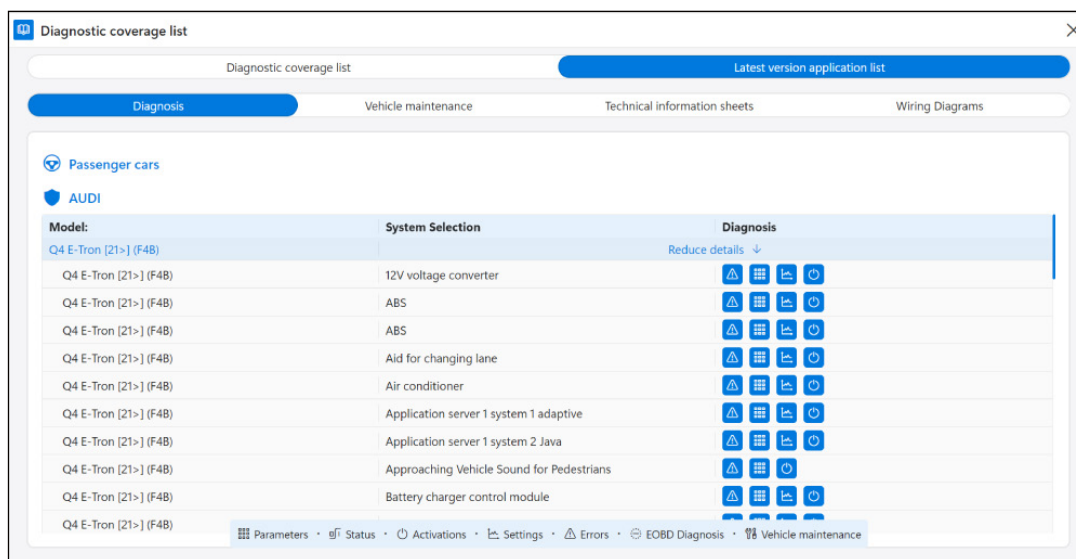 Diagnostic coverage list
Diagnostic coverage list Latest version application list
Diagnosis Vehicle maintenance Technical information sheets Wiring Diagrams
Passenger cars
AUDI
Model: System Selection Diagnosis
Q4 E-Tron [21>] (F4B) Reduce details ↓
Q4 E-Tron [21>] (F4B) 12V voltage converter
Q4 E-Tron [21>] (F4B) ABS
Q4 E-Tron [21>] (F4B) ABS
Q4 E-Tron [21>] (F4B) Aid for changing lane
Q4 E-Tron [21>] (F4B) Air conditioner
Q4 E-Tron [21>] (F4B) Application server 1 system 1 adaptive
Q4 E-Tron [21>] (F4B) Application server 1 system 2 Java
Q4 E-Tron [21>] (F4B) Approaching Vehicle Sound for Pedestrians
Q4 E-Tron [21>] (F4B) Battery charger control module
Q4 E-Tron [21>] (F4B)
Parameters • Status • Activations • Settings • Errors • EOBD Diagnosis • Vehicle maintenance